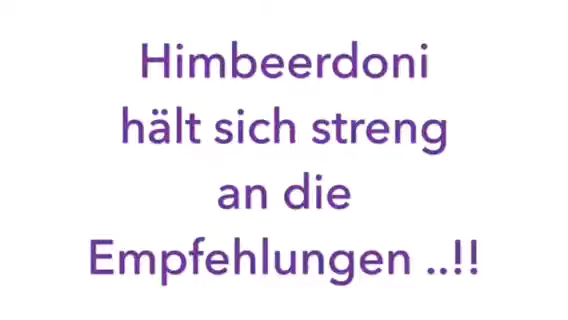 Himbeerdoni
hält sich streng
an die
Empfehlungen ..!!